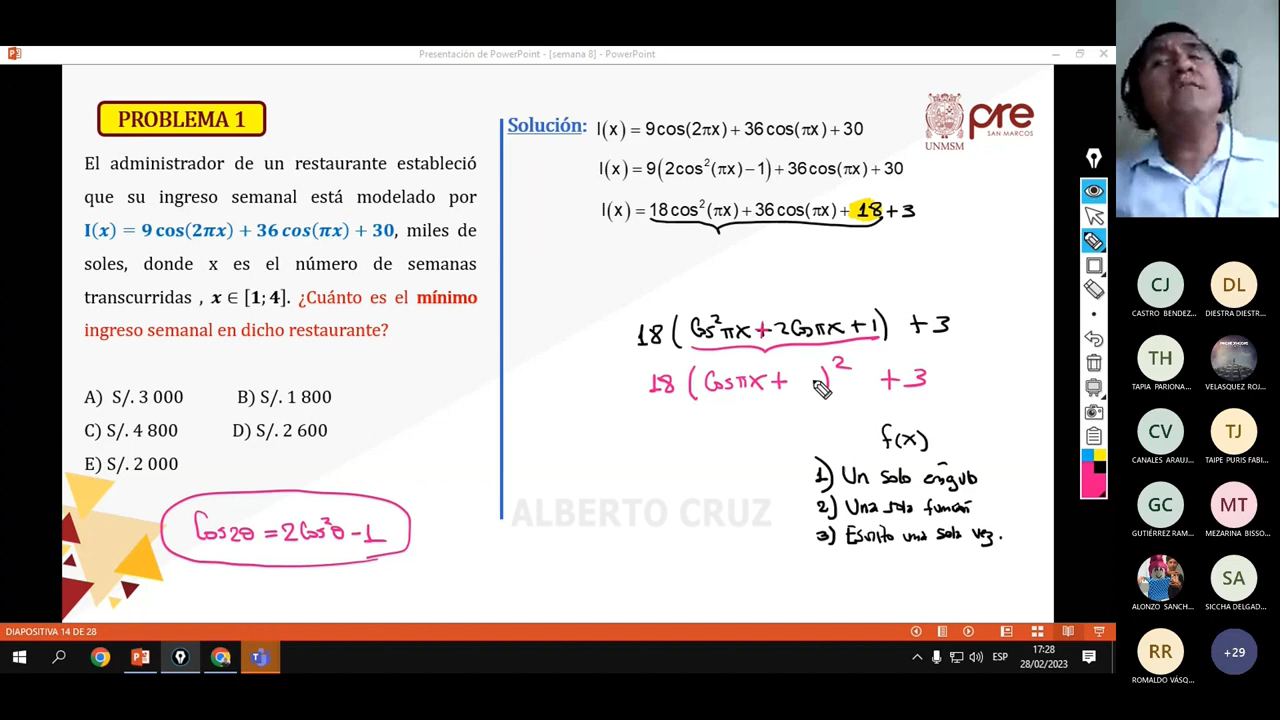 Presentación de PowerPoint - [semana 8] - PowerPoint
PROBLEMA 1
El administrador de un restaurante estableció
que su ingreso semanal está modelado por
I(x) = 9 cos(2πx) + 36 cos(πx) + 30, miles de
soles, donde x es el número de semanas
transcurridas , x ∈ [1; 4]. ¿Cuánto es el mínimo
ingreso semanal en dicho restaurante?
A) S/. 3 000 B) S/. 1 800
C) S/. 4 800 D) S/. 2 600
E) S/. 2 000
Cos2θ = 2Cos²θ - 1
Solución:
I(x) = 9cos(2πx) + 36cos(πx) + 30
I(x) = 9(2cos²(πx) − 1) + 36cos(πx) + 30
I(x) = 18cos²(πx) + 36cos(πx) + 18 + 3
18 ( Cos²πx + 2Cosπx + 1 ) + 3
18 ( Cosπx + )² + 3
f(x)
1) Un solo
2) Una sola
3) Escrito una sola vez.
ALBERTO CRUZ
UNMSM
pre
SAN MARCOS
CJ
CASTRO BENDEZ...
DL
DIESTRA DIESTR...
TH
TAPIA PARIONA...
VELASQUEZ ROJ...
CV
CANALES ARAUJ...
TJ
TAIPE PURIS FABI...
GC
GUTIÉRREZ RAM...
MT
MEZARINA BISSO...
ALONZO SANCH...
SA
SICCHA DELGAD...
RR
ROMALDO VÁSQ...
+29
DIAPOSITIVA 14 DE 28
ESP
17:28
28/02/2023